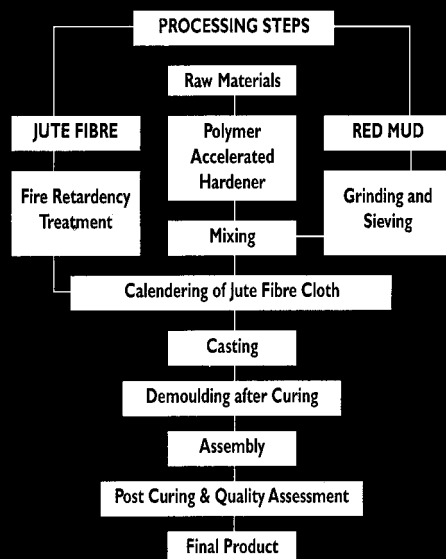 PROCESSING STEPS
Raw Materials
JUTE FIBRE
Polymer
Accelerated
Hardener
RED MUD
Fire Retardency
Treatment
Grinding and
Sieving
Mixing
Calendering of Jute Fibre Cloth
Casting
Demoulding after Curing
Assembly
Post Curing & Quality Assessment
Final Product